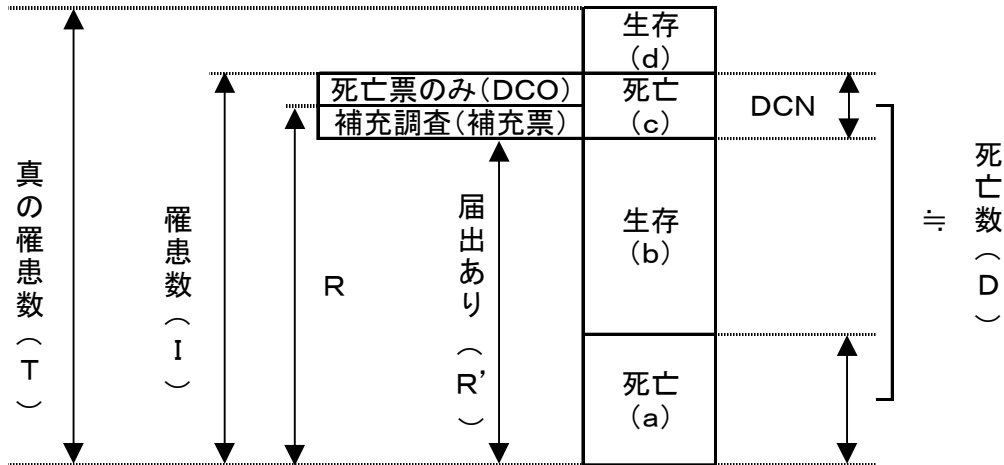 生存
(d)
死亡票のみ(DCO)
死亡
(c)
補充調査(補充票)
DCN
真の罹患数(T)
罹患数(I)
R
届出あり(R')
生存
(b)
≒
死亡数(D)
死亡
(a)